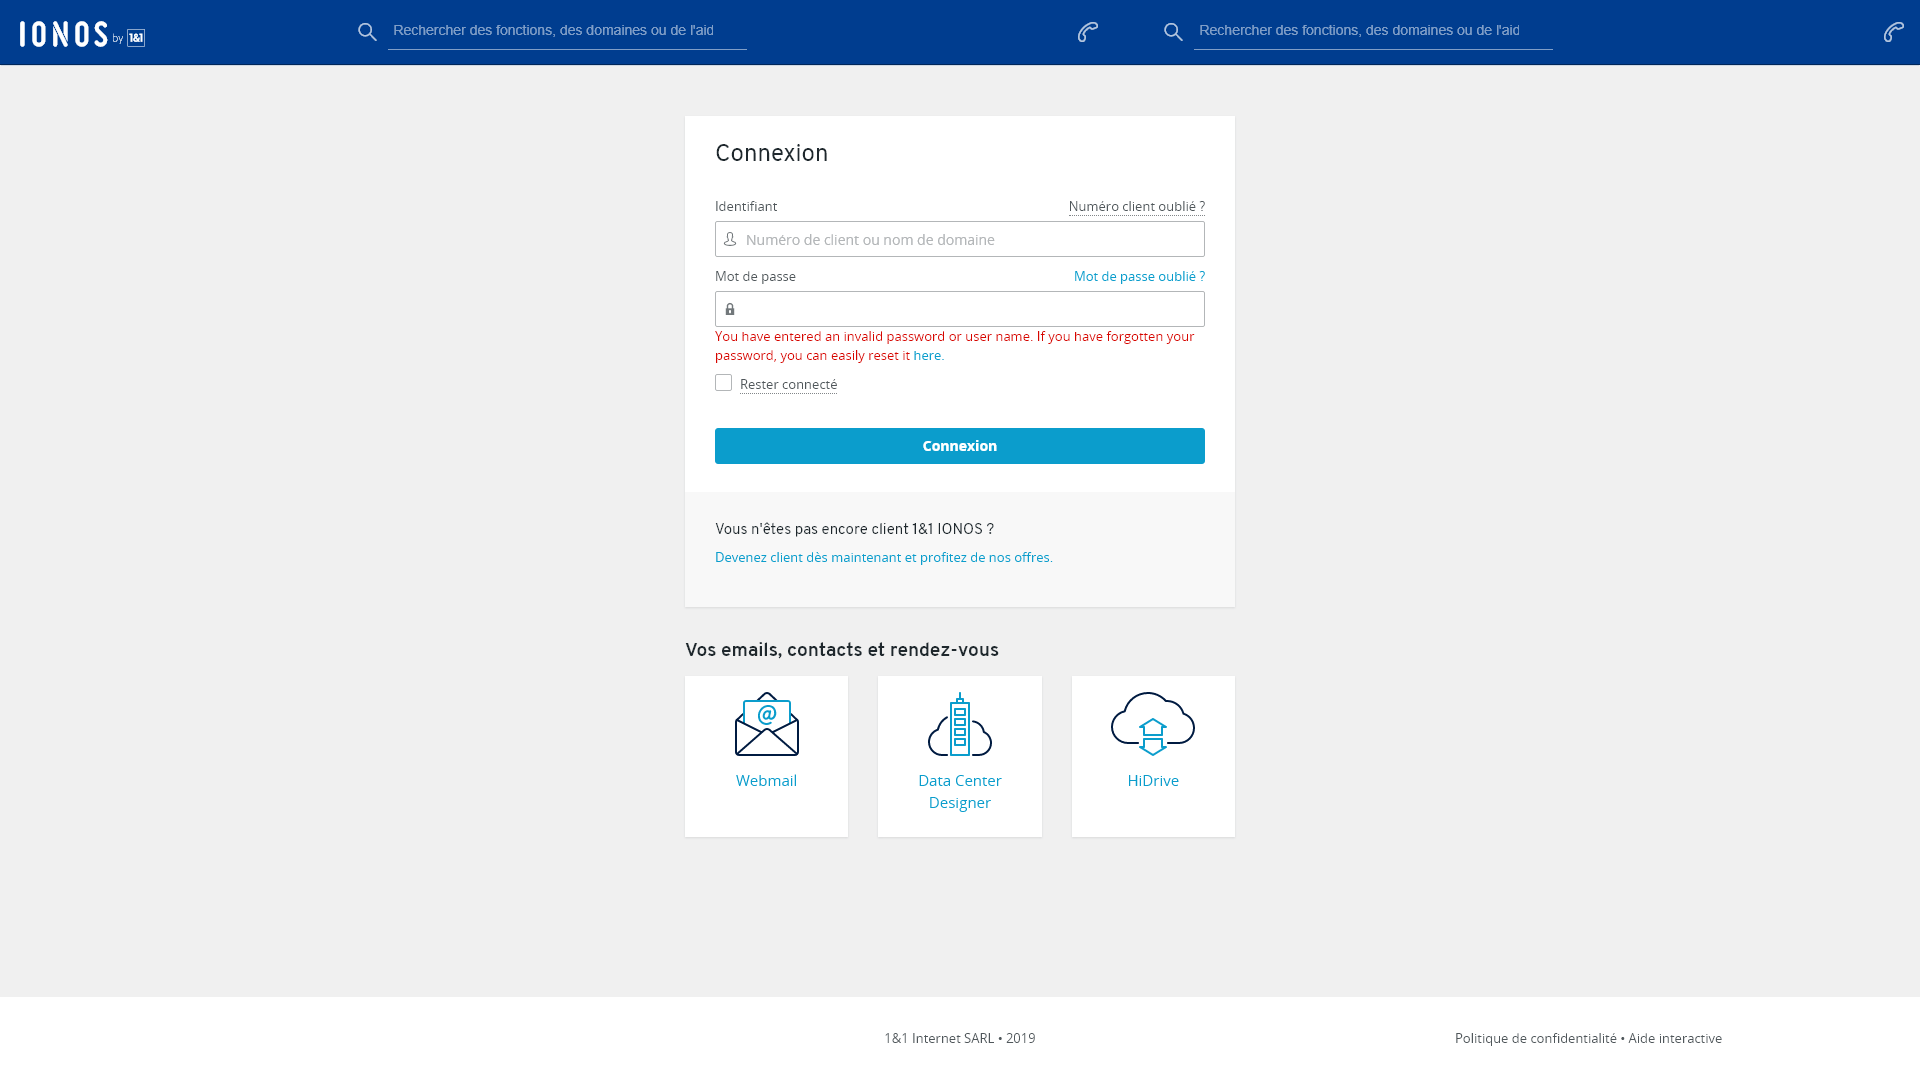 IONOS by 1&1
Rechercher des fonctions, des domaines ou de l'aid
Rechercher des fonctions, des domaines ou de l'aid
Connexion
Identifiant
Numéro client oublié ?
Numéro de client ou nom de domaine
Mot de passe
Mot de passe oublié ?
You have entered an invalid password or user name. If you have forgotten your
password, you can easily reset it here.
Rester connecté
Connexion
Vous n'êtes pas encore client 1&1 IONOS ?
Devenez client dès maintenant et profitez de nos offres.
Vos emails, contacts et rendez-vous
@
Webmail
Data Center
Designer
HiDrive
1&1 Internet SARL • 2019
Politique de confidentialité • Aide interactive